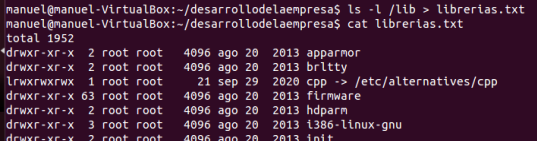 manuel@manuel-VirtualBox:~/desarrollodelaempresa$ ls -l /lib > librerias.txt
manuel@manuel-VirtualBox:~/desarrollodelaempresa$ cat librerias.txt
total 1952
drwxr-xr-x  2 root root   4096 ago 20  2013 apparmor
drwxr-xr-x  2 root root   4096 ago 20  2013 brltty
lrwxrwxrwx  1 root root     21 sep 29  2020 cpp -> /etc/alternatives/cpp
drwxr-xr-x 63 root root   4096 ago 20  2013 firmware
drwxr-xr-x  2 root root   4096 ago 20  2013 hdparm
drwxr-xr-x  3 root root   4096 ago 20  2013 i386-linux-gnu
drwxr-xr-x  2 root root   4096 ago 20  2013 init